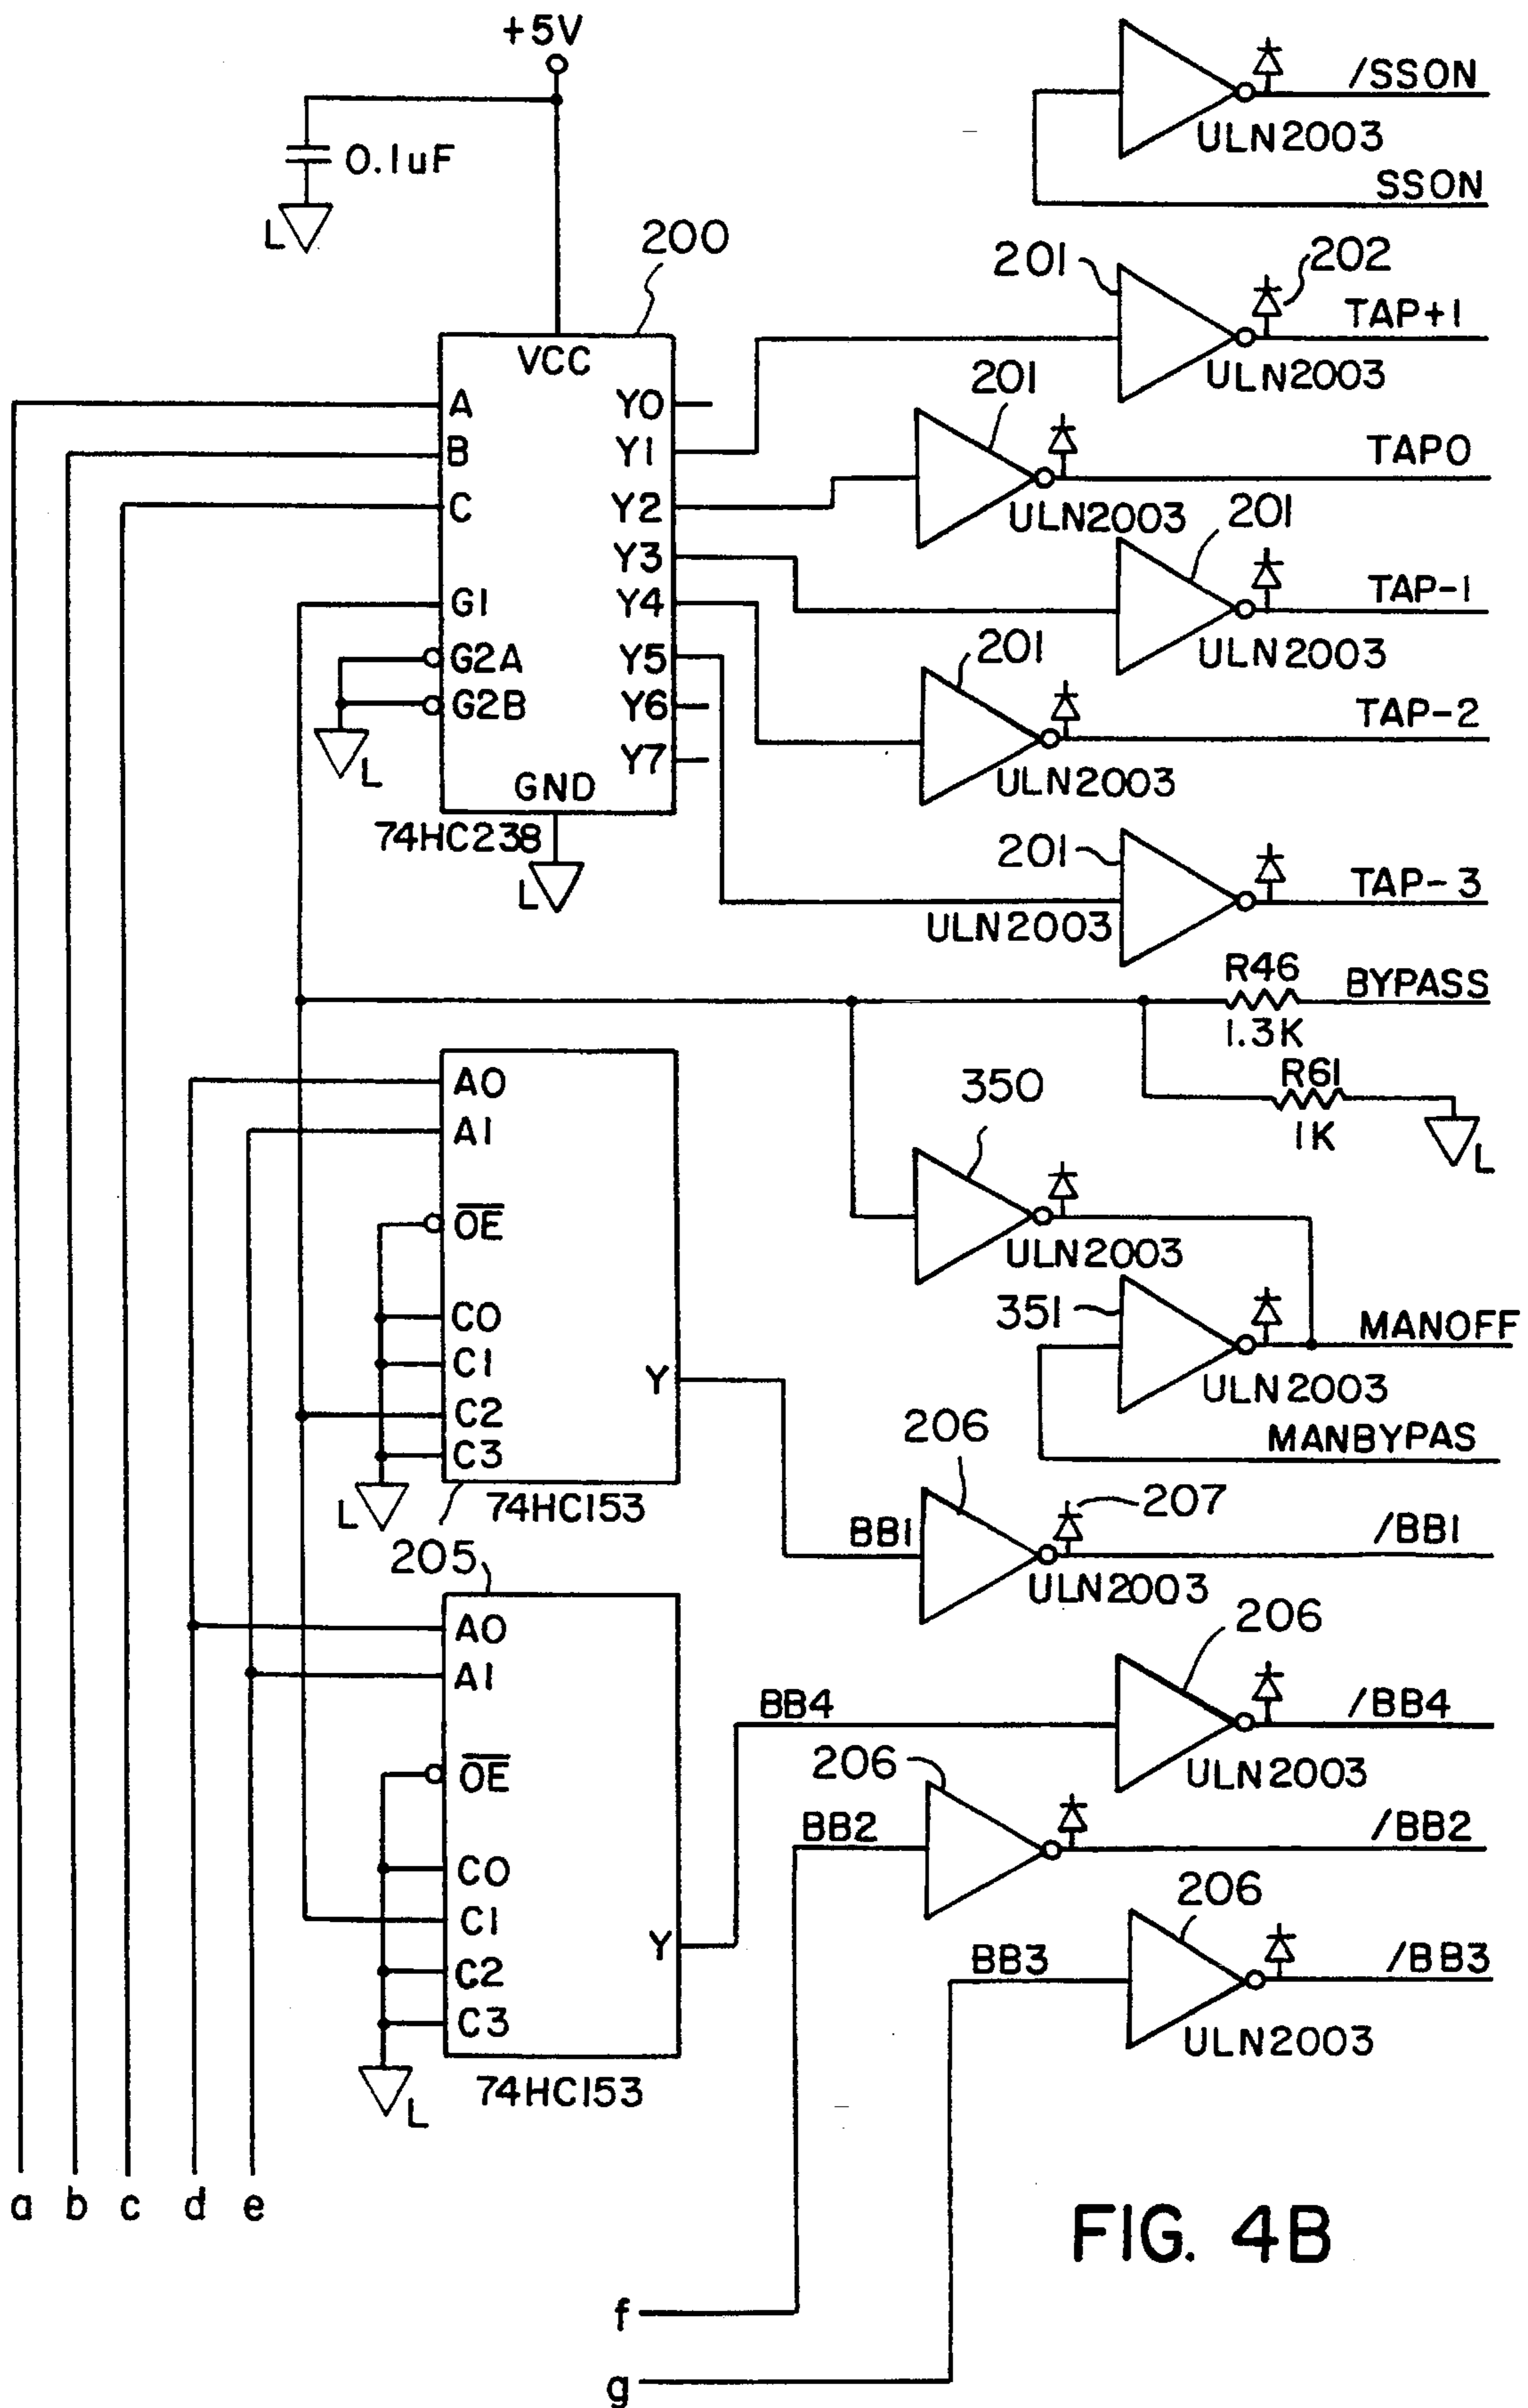 +5V
/SSON
0.1uF
ULN2003
SSON
L
200
201
202
TAP+1
VCC
ULN2003
201
A
Y0
B
Y1
TAP0
C
Y2
ULN2003
201
Y3
TAP-1
G1
Y4
G2A
Y5
201
ULN2003
G2B
Y6
TAP-2
L
Y7
ULN2003
GND
74HC238
201
TAP-3
L
ULN2003
R46
BYPASS
1.3K
A0
R61
350
A1
1K
L
OE
ULN2003
C0
351
MANOFF
C1
Y
ULN2003
C2
206
MANBYPAS
C3
L
74HC153
207
BB1
/BB1
205
ULN2003
A0
206
A1
BB4
/BB4
OE
206
ULN2003
BB2
/BB2
C0
206
C1
Y
BB3
/BB3
C2
C3
ULN2003
74HC153
L
a b c d e
FIG. 4B
f
g